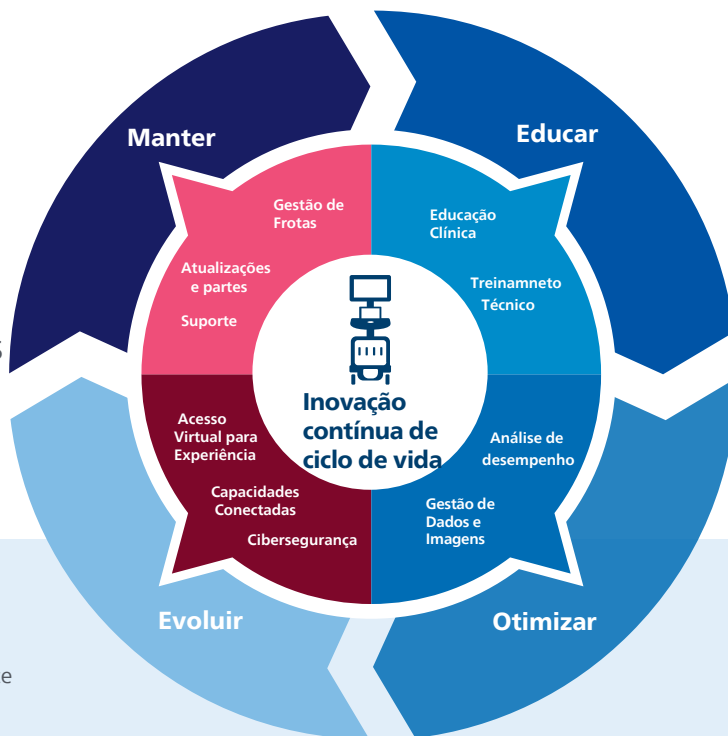 Manter
Educar
Gestão de
Frotas
Atualizações
e partes
Suporte
Educação
Clínica
Treinamneto
Técnico
Inovação
contínua de
ciclo de vida
Acesso
Virtual para
Experiência
Capacidades
Conectadas
Cibersegurança
Análise de
desempenho
Gestão de
Dados e
Imagens
Evoluir
Otimizar